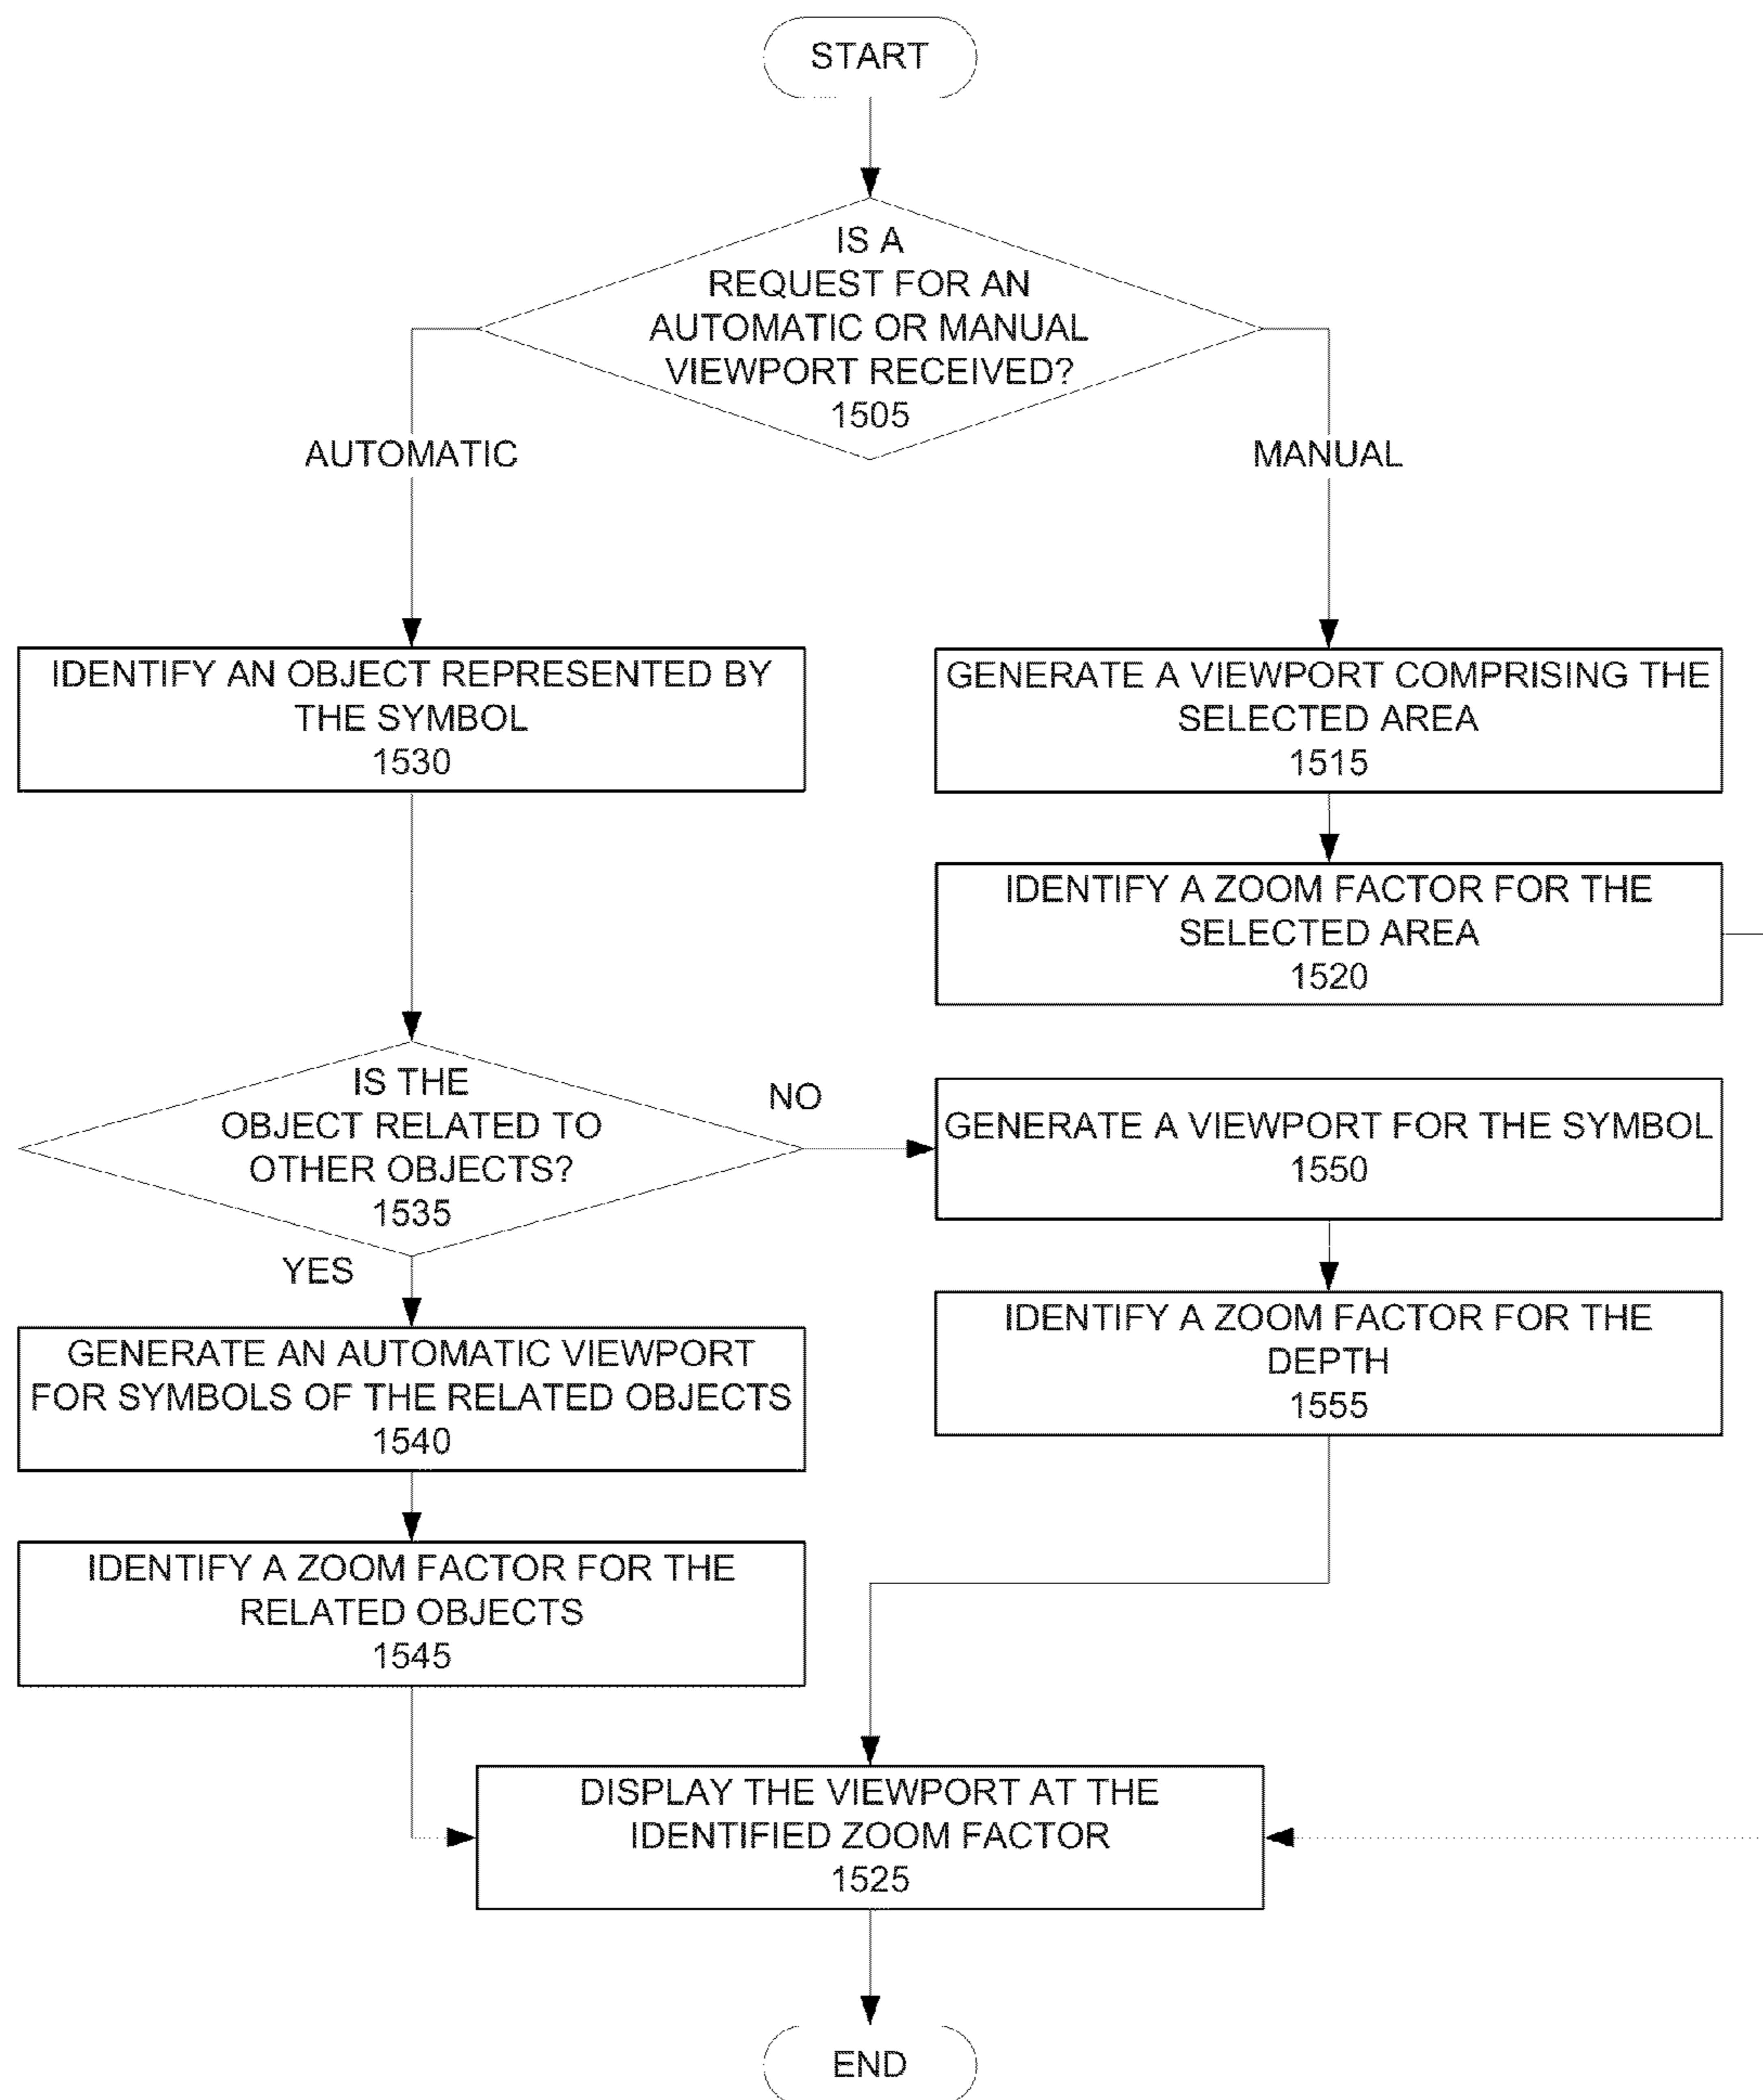 START
IS A
REQUEST FOR AN
AUTOMATIC OR MANUAL
VIEWPORT RECEIVED?
1505
AUTOMATIC
MANUAL
IDENTIFY AN OBJECT REPRESENTED BY
THE SYMBOL
1530
GENERATE A VIEWPORT COMPRISING THE
SELECTED AREA
1515
IDENTIFY A ZOOM FACTOR FOR THE
SELECTED AREA
1520
IS THE
OBJECT RELATED TO
OTHER OBJECTS?
1535
NO
YES
GENERATE A VIEWPORT FOR THE SYMBOL
1550
IDENTIFY A ZOOM FACTOR FOR THE
DEPTH
1555
GENERATE AN AUTOMATIC VIEWPORT
FOR SYMBOLS OF THE RELATED OBJECTS
1540
IDENTIFY A ZOOM FACTOR FOR THE
RELATED OBJECTS
1545
DISPLAY THE VIEWPORT AT THE
IDENTIFIED ZOOM FACTOR
1525
END